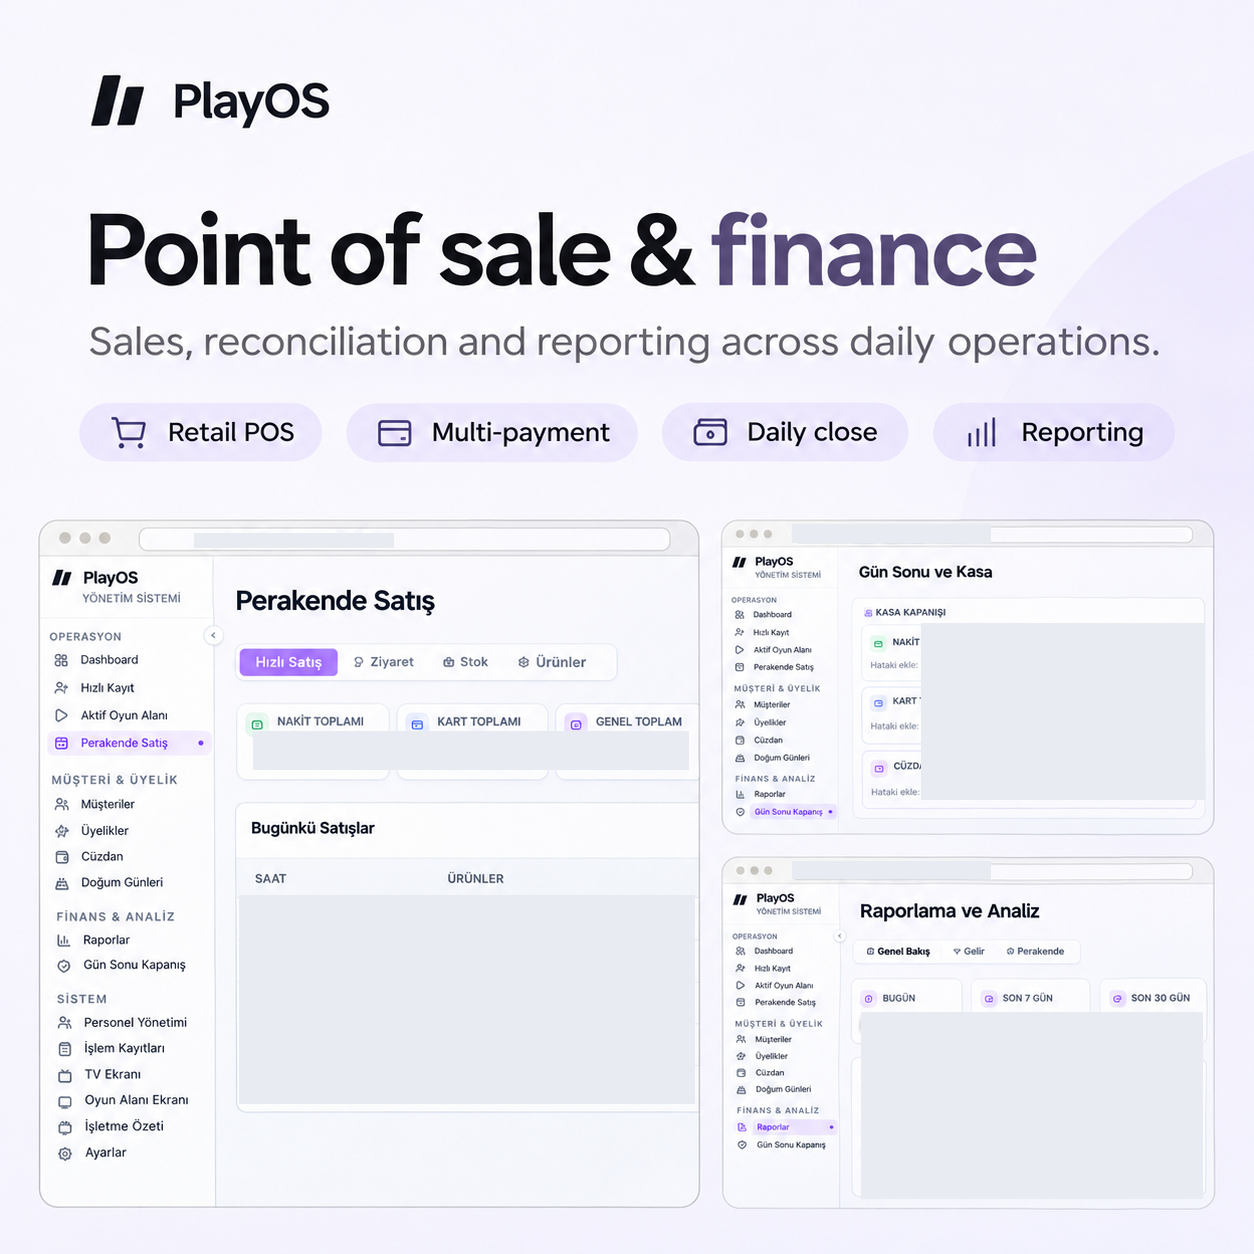 PlayOS
Point of sale & finance
Sales, reconciliation and reporting across daily operations.
Retail POS
Multi-payment
Daily close
Reporting
PlayOS
YÖNETİM SİSTEMİ
OPERASYON
Dashboard
Hızlı Kayıt
Aktif Oyun Alanı
Perakende Satış
MÜŞTERİ & ÜYELİK
Müşteriler
Üyelikler
Cüzdan
Doğum Günleri
FİNANS & ANALİZ
Raporlar
Gün Sonu Kapanış
SİSTEM
Personel Yönetimi
İşlem Kayıtları
TV Ekranı
Oyun Alanı Ekranı
İşletme Özeti
Ayarlar
Perakende Satış
Hızlı Satış
Ziyaret
Stok
Ürünler
NAKİT TOPLAMI
KART TOPLAMI
GENEL TOPLAM
Bugünkü Satışlar
SAAT
ÜRÜNLER
PlayOS
YÖNETİM SİSTEMİ
OPERASYON
Dashboard
Hızlı Kayıt
Aktif Oyun Alanı
Perakende Satış
MÜŞTERİ & ÜYELİK
Müşteriler
Üyelikler
Cüzdan
Doğum Günleri
FİNANS & ANALİZ
Raporlar
Gün Sonu Kapanış
Gün Sonu ve Kasa
KASA KAPANIŞI
NAKİT
Hataki ekle:
KART
Hataki ekle:
Hataki ekle:
PlayOS
YÖNETİM SİSTEMİ
OPERASYON
Dashboard
Hızlı Kayıt
Aktif Oyun Alanı
Perakende Satış
MÜŞTERİ & ÜYELİK
Müşteriler
Üyelikler
Cüzdan
Doğum Günleri
FİNANS & ANALİZ
Raporlar
Gün Sonu Kapanış
Raporlama ve Analiz
Genel Bakış
Gelir
Perakende
BUGÜN
SON 7 GÜN
SON 30 GÜN